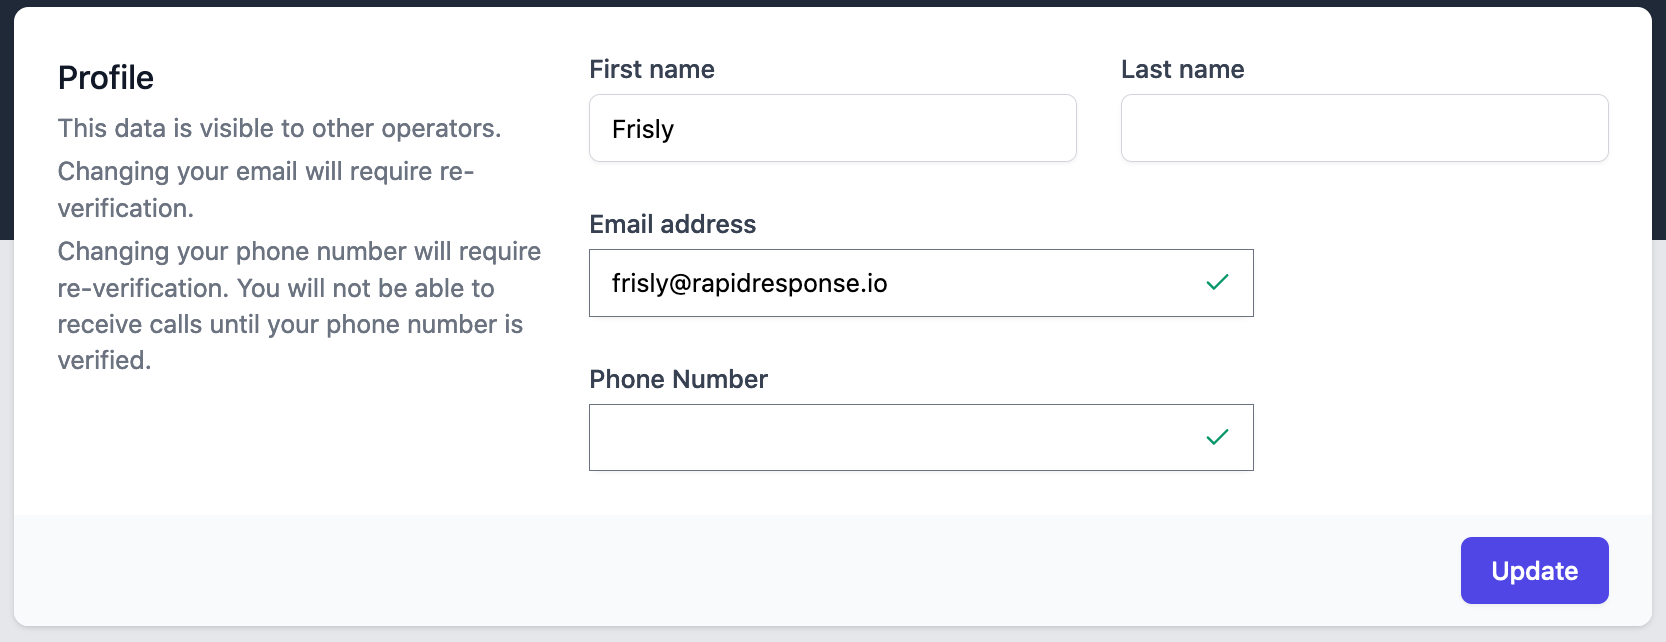 Profile
This data is visible to other operators.
Changing your email will require re-
verification.
Changing your phone number will require
re-verification. You will not be able to
receive calls until your phone number is
verified.
First name
Frisly
Last name
Email address
frisly@rapidresponse.io
Phone Number
Update